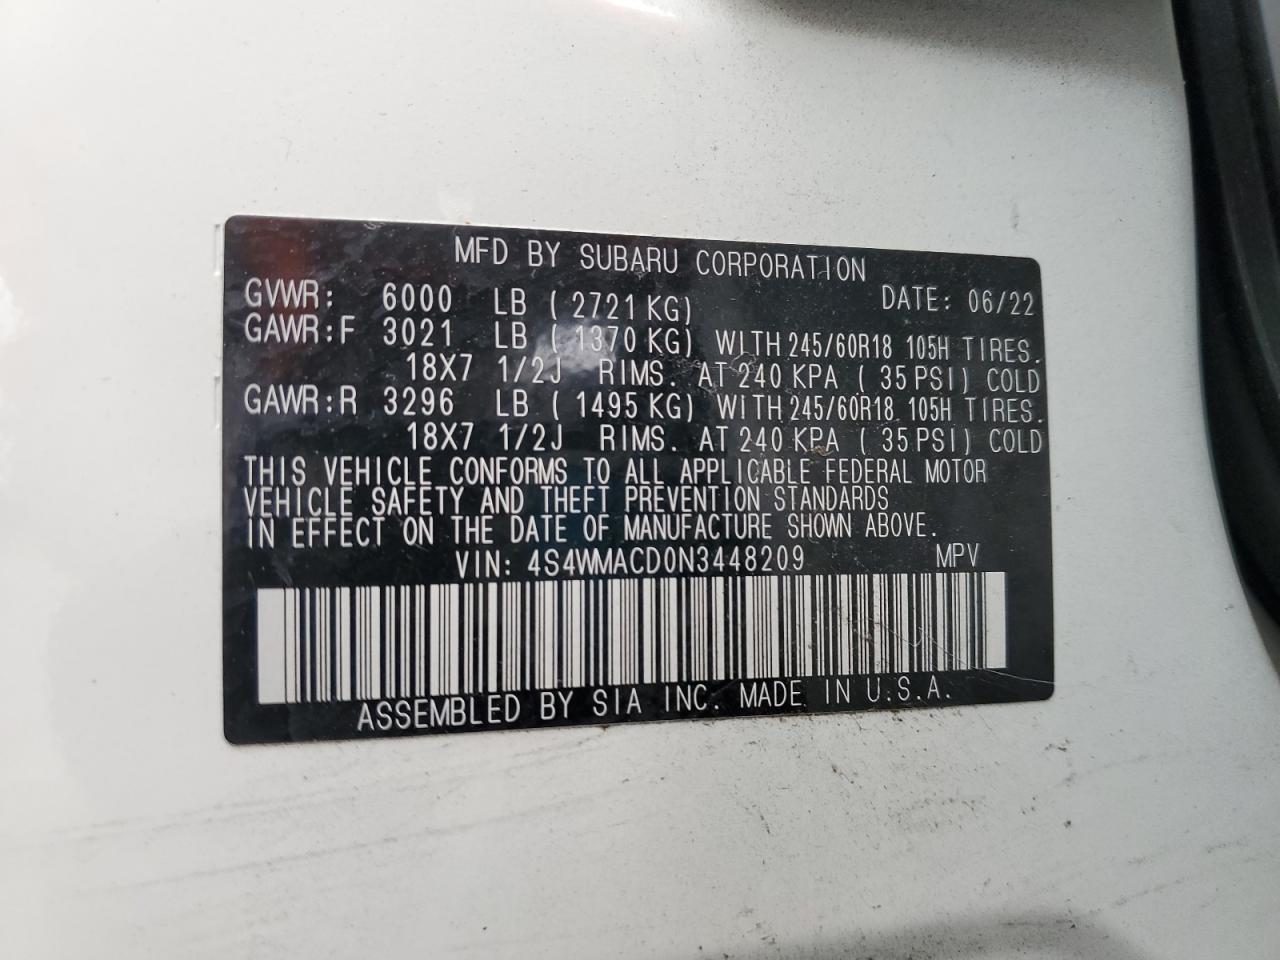 MFD BY SUBARU CORPORATION
GVWR: 6000 LB ( 2721 KG) DATE: 06/22
GAWR:F 3021 LB ( 1370 KG) WITH 245/60R18 105H TIRES.
18X7 1/2J RIMS. AT 240 KPA ( 35 PSI) COLD
GAWR:R 3296 LB ( 1495 KG) WITH 245/60R18 105H TIRES.
18X7 1/2J RIMS. AT 240 KPA ( 35 PSI) COLD
THIS VEHICLE CONFORMS TO ALL APPLICABLE FEDERAL MOTOR
VEHICLE SAFETY AND THEFT PREVENTION STANDARDS
IN EFFECT ON THE DATE OF MANUFACTURE SHOWN ABOVE.
VIN: 4S4WMACD0N3448209 MPV
ASSEMBLED BY SIA INC. MADE IN U.S.A.